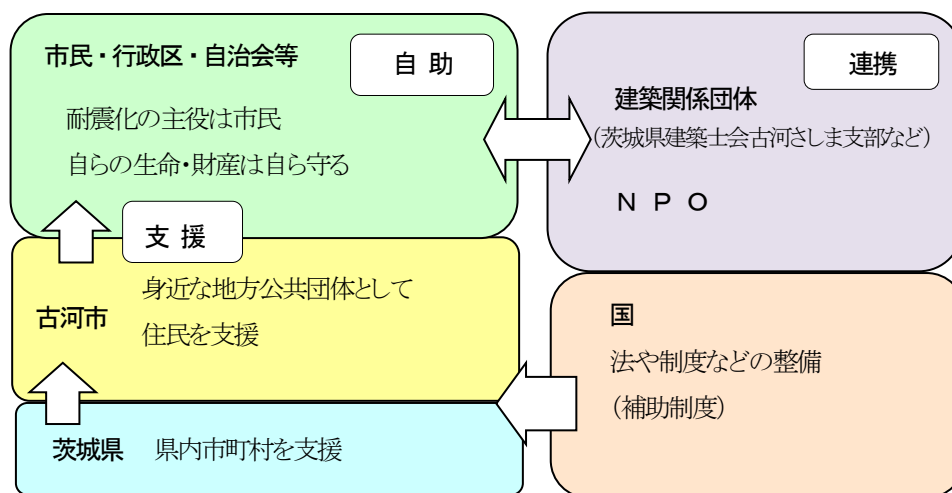 市民・行政区・自治会等
自 助
耐震化の主役は市民
自らの生命・財産は自ら守る
連携
建築関係団体
(茨城県建築士会古河さしま支部など)
N P O
支 援
古河市
身近な地方公共団体として
住民を支援
国
法や制度などの整備
(補助制度)
茨城県 県内市町村を支援